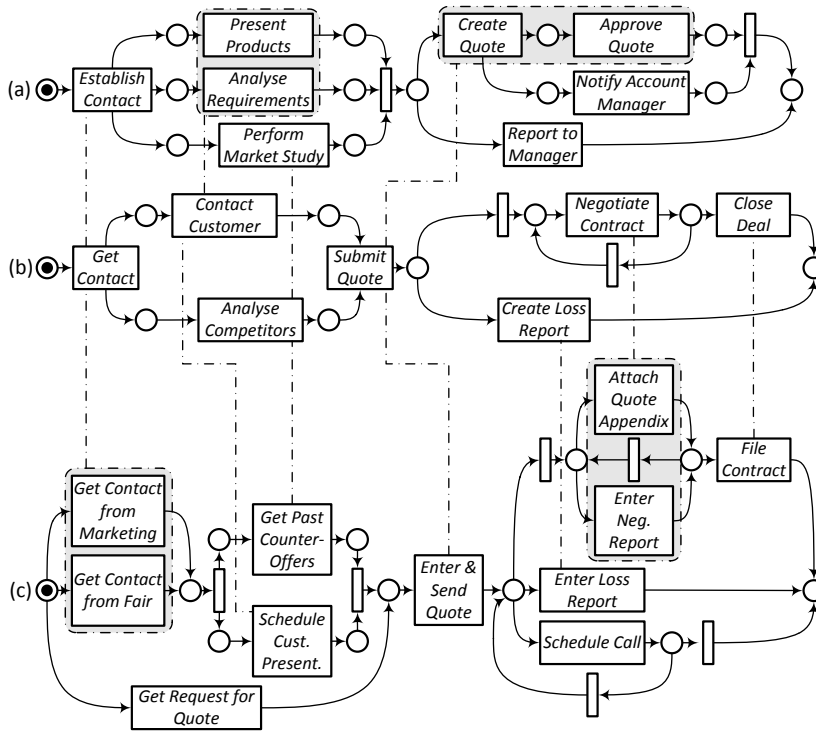 (a)
Establish
Contact
Present
Products
Analyse
Requirements
Perform
Market Study
Create
Quote
Approve
Quote
Notify Account
Manager
Report to
Manager
(b)
Get
Contact
Contact
Customer
Analyse
Competitors
Submit
Quote
Negotiate
Contract
Close
Deal
Create Loss
Report
(c)
Get Contact
from
Marketing
Get Contact
from Fair
Get Request for
Quote
Get Past
Counter-
Offers
Schedule
Cust.
Present.
Enter &
Send
Quote
Attach
Quote
Appendix
Enter
Neg.
Report
File
Contract
Enter Loss
Report
Schedule Call